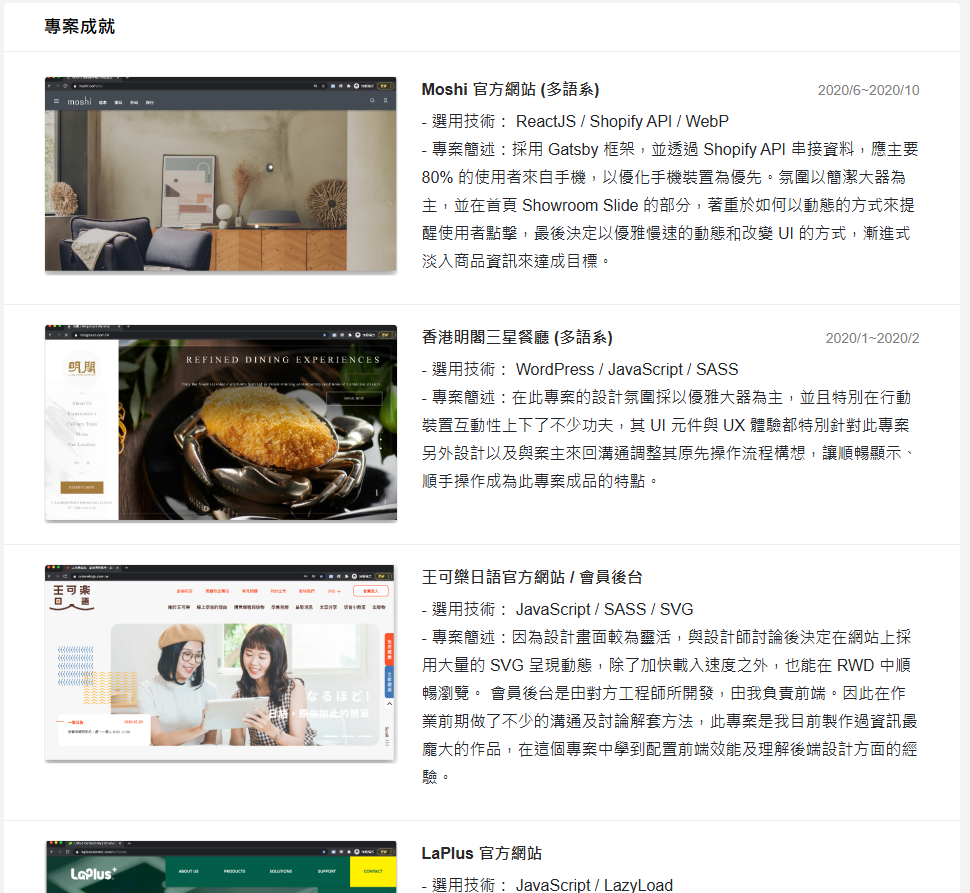 專案成就
moshi
Moshi 官方網站 (多語系)
2020/6~2020/10
- 選用技術： ReactJS / Shopify API / WebP
- 專案簡述：採用 Gatsby 框架，並透過 Shopify API 串接資料，應主要
80% 的使用者來自手機，以優化手機裝置為優先。氛圍以簡潔大器為
主，並在首頁 Showroom Slide 的部分，著重於如何以動態的方式來提
醒使用者點擊，最後決定以優雅慢速的動態和改變 UI 的方式，漸進式
淡入商品資訊來達成目標。
明閣
About Us
Culinary Team
Menu
Our Location
REFINED DINING EXPERIENCES
BOOK NOW
香港明閣三星餐廳 (多語系)
2020/1~2020/2
- 選用技術： WordPress / JavaScript / SASS
- 專案簡述：在此專案的設計氛圍採以優雅大器為主，並且特別在行動
裝置互動性上下了不少功夫，其 UI 元件與 UX 體驗都特別針對此專案
另外設計以及與案主來回溝通調整其原先操作流程構想，讓順暢顯示、
順手操作成為此專案成品的特點。
王可樂
日語
なるほど!
日語，原來如此的簡單
王可樂日語官方網站 / 會員後台
- 選用技術： JavaScript / SASS / SVG
- 專案簡述：因為設計畫面較為靈活，與設計師討論後決定在網站上採
用大量的 SVG 呈現動態，除了加快載入速度之外，也能在 RWD 中順
暢瀏覽。 會員後台是由對方工程師所開發，由我負責前端。因此在作
業前期做了不少的溝通及討論解套方法，此專案是我目前製作過資訊最
龐大的作品，在這個專案中學到配置前端效能及理解後端設計方面的經
驗。
LaPlus+
ABOUT US
PRODUCTS
SOLUTIONS
SUPPORT
CONTACT
LaPlus 官方網站
- 選用技術： JavaScript / LazyLoad